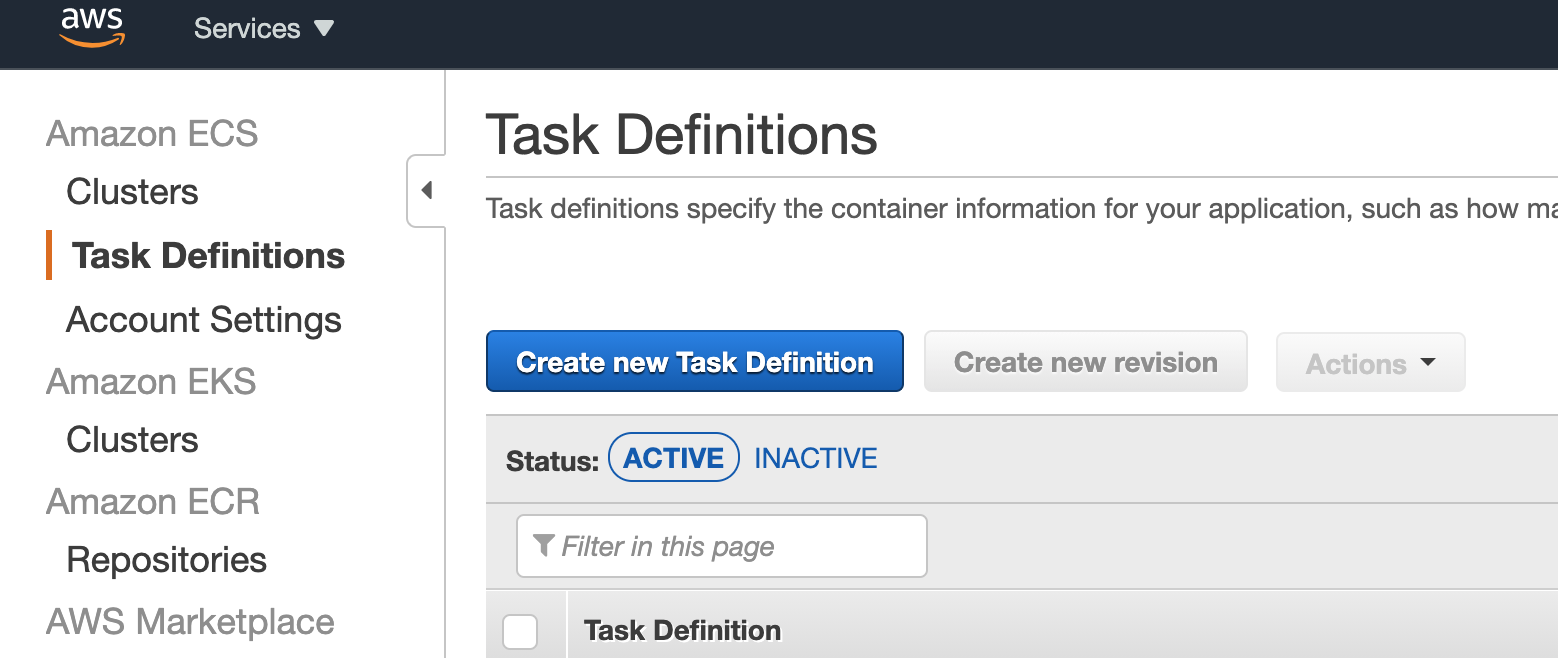 aws
Services
Amazon ECS
Clusters
Task Definitions
Account Settings
Amazon EKS
Clusters
Amazon ECR
Repositories
AWS Marketplace
Task Definitions
Task definitions specify the container information for your application, such as how
Create new Task Definition
Create new revision
Actions
Status: ACTIVE INACTIVE
Filter in this page
Task Definition